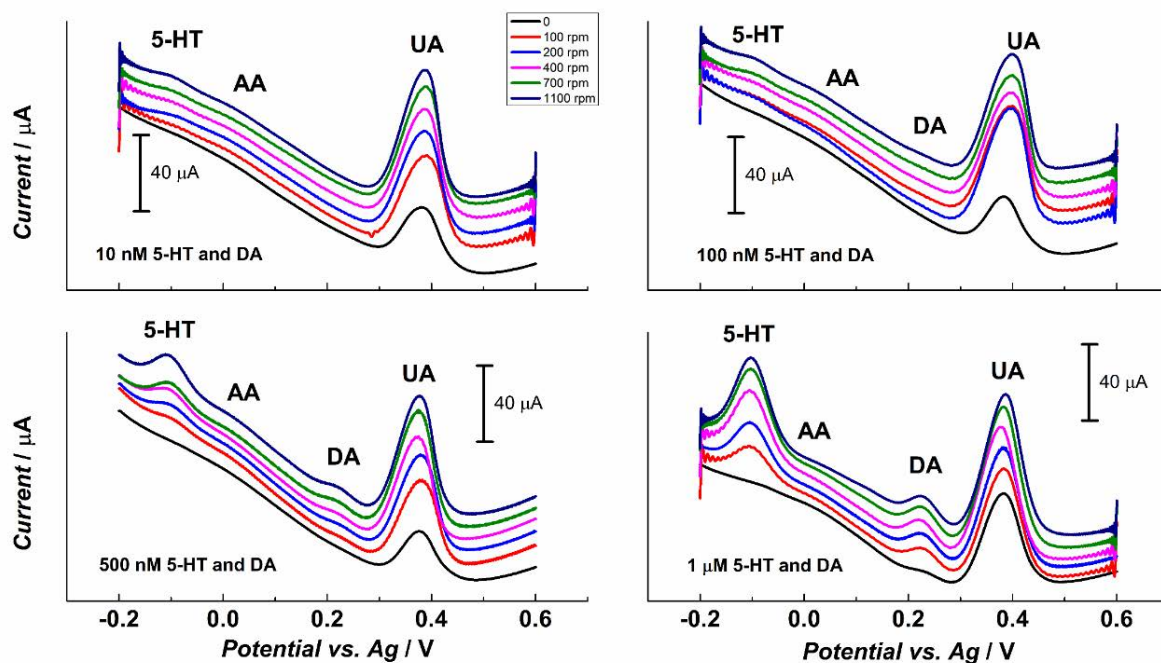 5-HT
AA
UA
0
100 rpm
200 rpm
400 rpm
700 rpm
1100 rpm
Current / μA
40 μA
10 nM 5-HT and DA
5-HT
AA
DA
UA
40 μA
100 nM 5-HT and DA
5-HT
AA
DA
UA
40 μA
Current / μA
500 nM 5-HT and DA
-0.2 0.0 0.2 0.4 0.6
Potential vs. Ag / V
5-HT
AA
DA
UA
40 μA
1 μM 5-HT and DA
-0.2 0.0 0.2 0.4 0.6
Potential vs. Ag / V